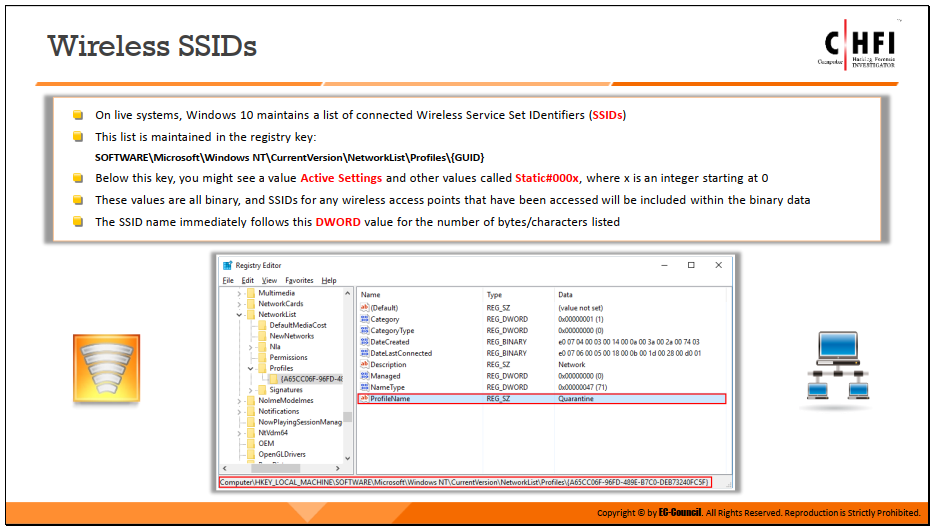 Wireless SSIDs
CHFI
Computer Hacking Forensic
INVESTIGATOR
On live systems, Windows 10 maintains a list of connected Wireless Service Set IDentifiers (SSIDs)
This list is maintained in the registry key:
SOFTWARE\Microsoft\Windows NT\CurrentVersion\NetworkList\Profiles\{GUID}
Below this key, you might see a value Active Settings and other values called Static#000x, where x is an integer starting at 0
These values are all binary, and SSIDs for any wireless access points that have been accessed will be included within the binary data
The SSID name immediately follows this DWORD value for the number of bytes/characters listed
Registry Editor
File Edit View Favorites Help
Multimedia
NetworkCards
NetworkList
DefaultMediaCost
NewNetworks
Nla
Permissions
Profiles
{A65CC06F-96FD-48
Signatures
NoImeModeImes
Notifications
NowPlayingSessionManag
NtVdm64
OEM
OpenGLDrivers
Name Type Data
(Default) REG_SZ (value not set)
Category REG_DWORD 0x00000001 (1)
CategoryType REG_DWORD 0x00000000 (0)
DateCreated REG_BINARY e0 07 04 00 03 00 14 00 0a 00 3a 00 2a 00 74 03
DateLastConnected REG_BINARY e0 07 06 00 05 00 18 00 0b 00 1d 00 28 00 d0 01
Description REG_SZ Network
Managed REG_DWORD 0x00000000 (0)
NameType REG_DWORD 0x00000047 (71)
ProfileName REG_SZ Quarantine
Computer\HKEY_LOCAL_MACHINE\SOFTWARE\Microsoft\Windows NT\CurrentVersion\NetworkList\Profiles\{A65CC06F-96FD-489E-B7C0-DEB73240FC5F}
Copyright © by EC-Council. All Rights Reserved. Reproduction is Strictly Prohibited.